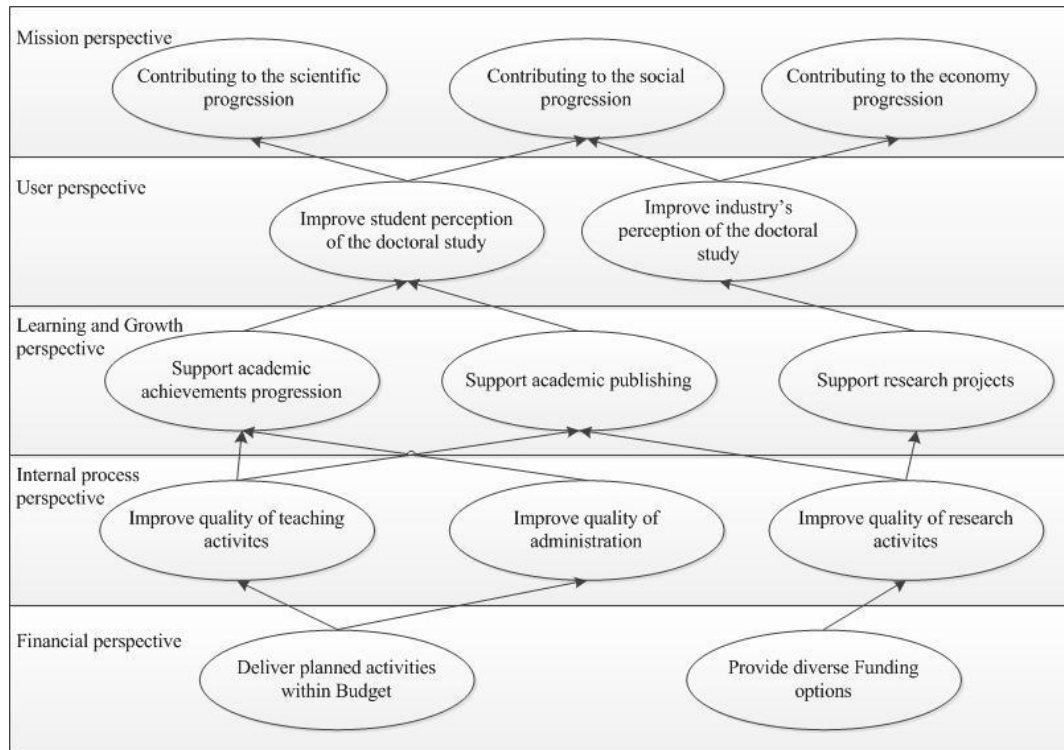 Mission perspective
Contributing to the scientific
progression
Contributing to the social
progression
Contributing to the economy
progression
User perspective
Improve student perception
of the doctoral study
Improve industry's
perception of the doctoral
study
Learning and Growth
perspective
Support academic
achievements progression
Support academic publishing
Support research projects
Internal process
perspective
Improve quality of teaching
activites
Improve quality of
administration
Improve quality of research
activites
Financial perspective
Deliver planned activities
within Budget
Provide diverse Funding
options